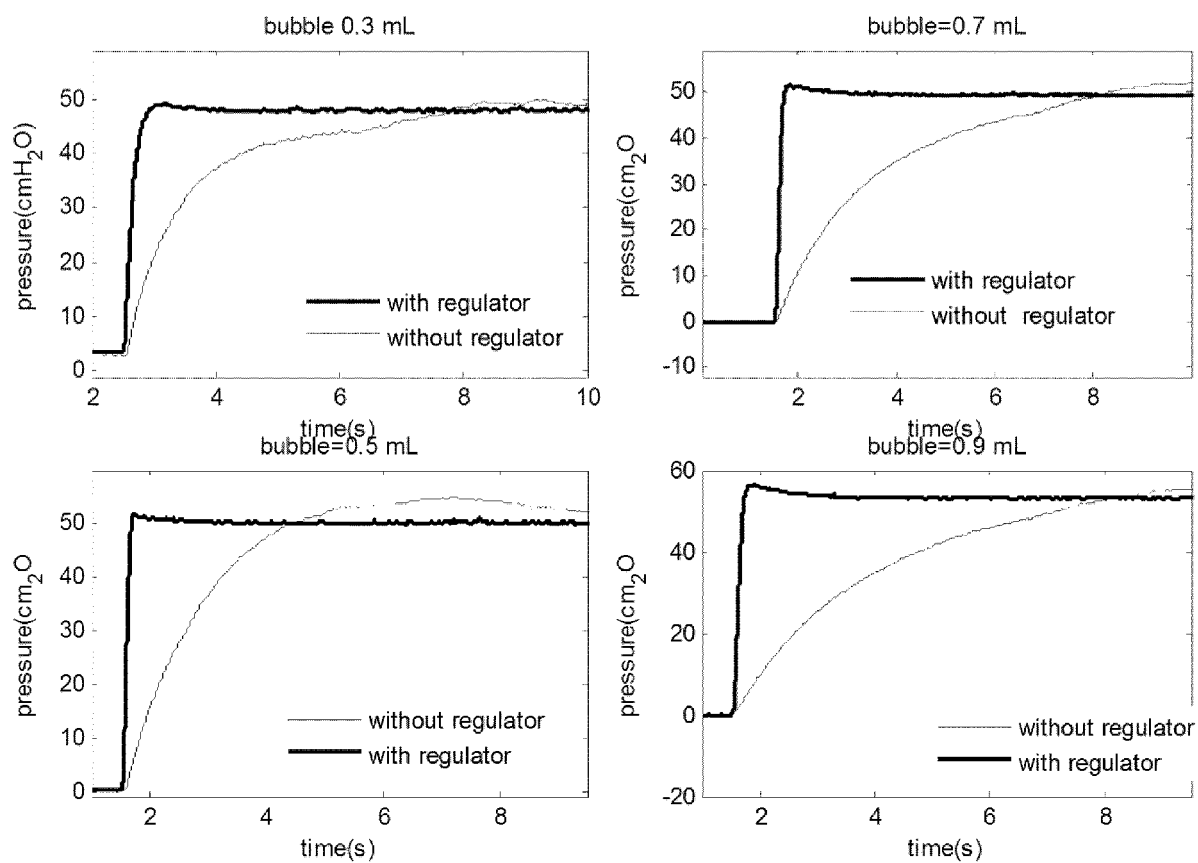 bubble 0.3 mL
pressure(cmH₂O)
50
40
30
20
10
0
with regulator
without regulator
2 4 6 8 10
time(s)
bubble=0.7 mL
pressure(cm₂O)
50
40
30
20
10
0
-10
with regulator
without regulator
2 4 6 8
time(s)
bubble=0.5 mL
pressure(cm₂O)
50
40
30
20
10
0
without regulator
with regulator
2 4 6 8
time(s)
bubble=0.9 mL
pressure(cm₂O)
60
40
20
0
-20
without regulator
with regulator
2 4 6 8
time(s)